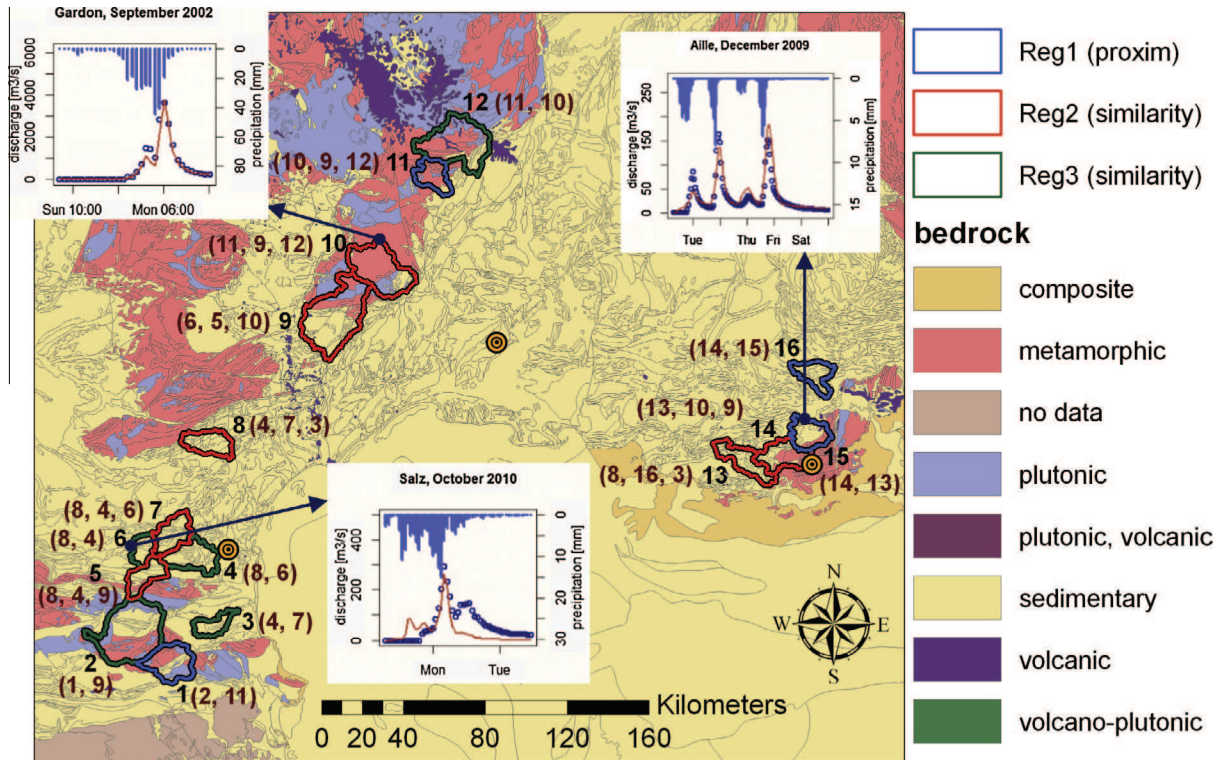 Gardon, September 2002
discharge [m3/s]
0 2000 4000 6000
precipitation [mm]
0 20 40 60 80
Sun 10:00 Mon 06:00
Aille, December 2009
discharge [m3/s]
0 50 100 150 250
precipitation [mm]
0 5 10 15
Tue Thu Fri Sat
Salz, October 2010
discharge [m3/s]
0 200 400
precipitation [mm]
0 5 10 15 20 25 30
Mon Tue
12 (11, 10)
(10, 9, 12) 11
(11, 9, 12) 10
(6, 5, 10) 9
8 (4, 7, 3)
(8, 4, 6) 7
(8, 4) 6
4
(8, 6)
5
(8, 4, 9)
3 (4, 7)
2
(1, 9)
1 (2, 11)
(14, 15) 16
(13, 10, 9)
14
15
(14, 13)
13
(8, 16, 3)
N
W E
S
Kilometers
0 20 40 80 120 160
Reg1 (proxim)
Reg2 (similarity)
Reg3 (similarity)
bedrock
composite
metamorphic
no data
plutonic
plutonic, volcanic
sedimentary
volcanic
volcano-plutonic